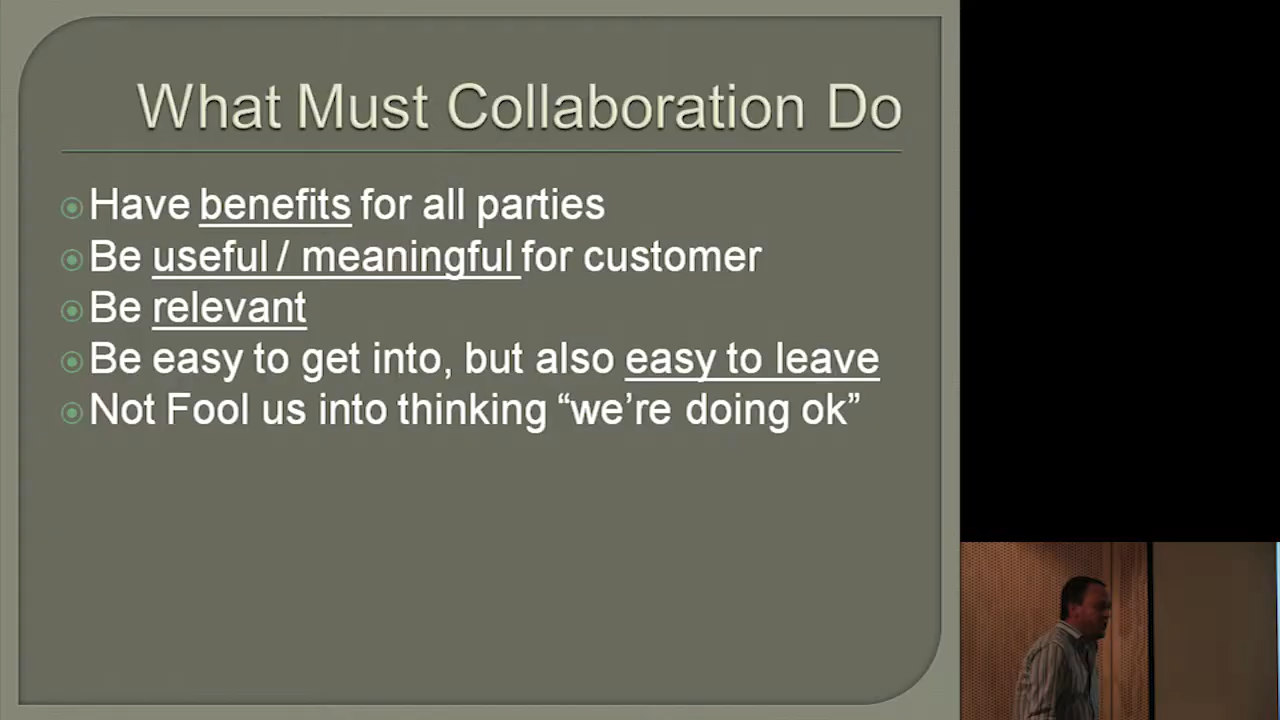 What Must Collaboration Do
Have benefits for all parties
Be useful / meaningful for customer
Be relevant
Be easy to get into, but also easy to leave
Not Fool us into thinking “we’re doing ok”